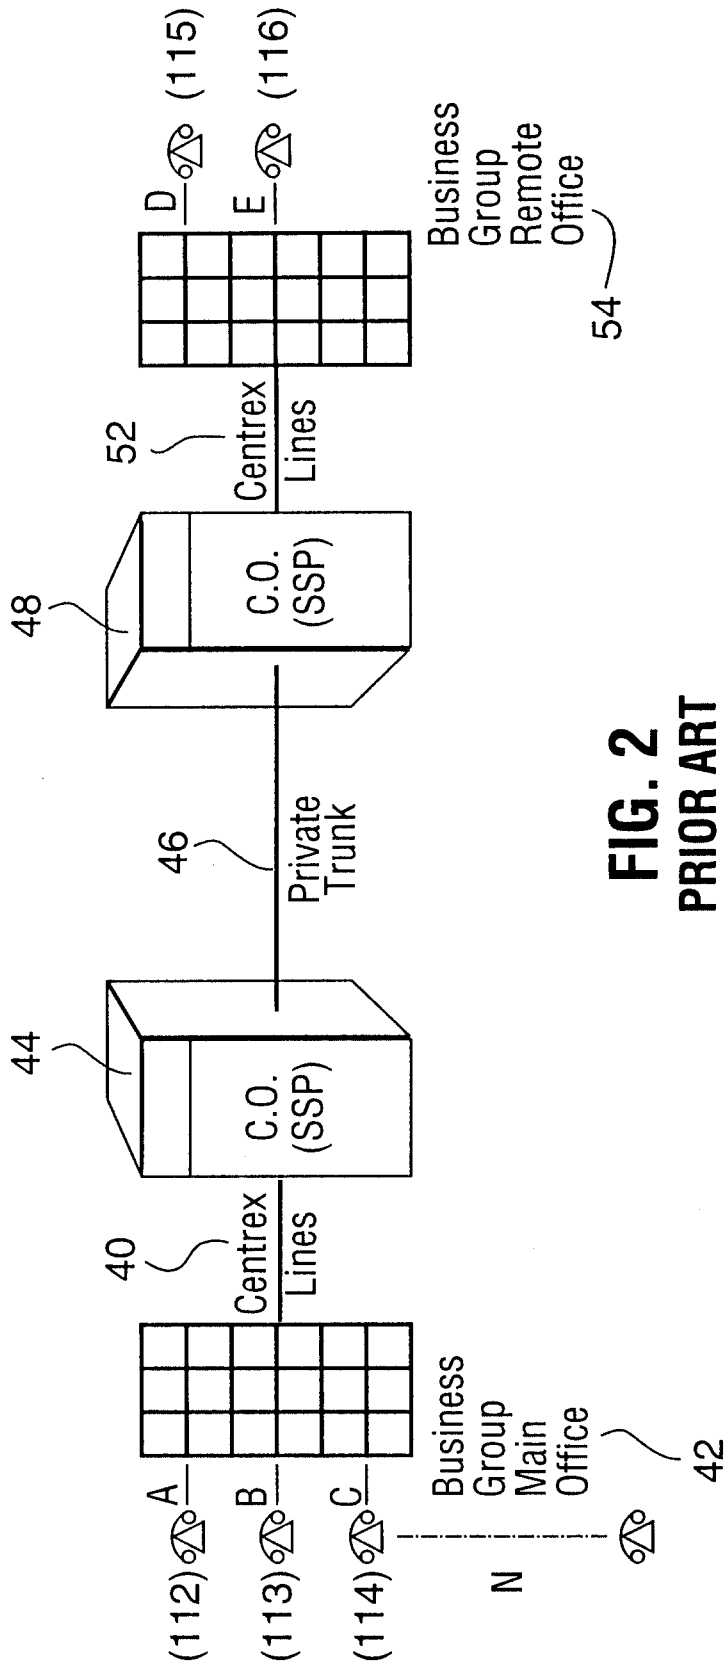 (112)
A
(113)
B
(114)
C
N
Business
Group
Main
Office
42
40
Centrex
Lines
44
C.O.
(SSP)
46
Private
Trunk
48
C.O.
(SSP)
52
Centrex
Lines
D
(115)
E
(116)
Business
Group
Remote
Office
54
FIG. 2
PRIOR ART